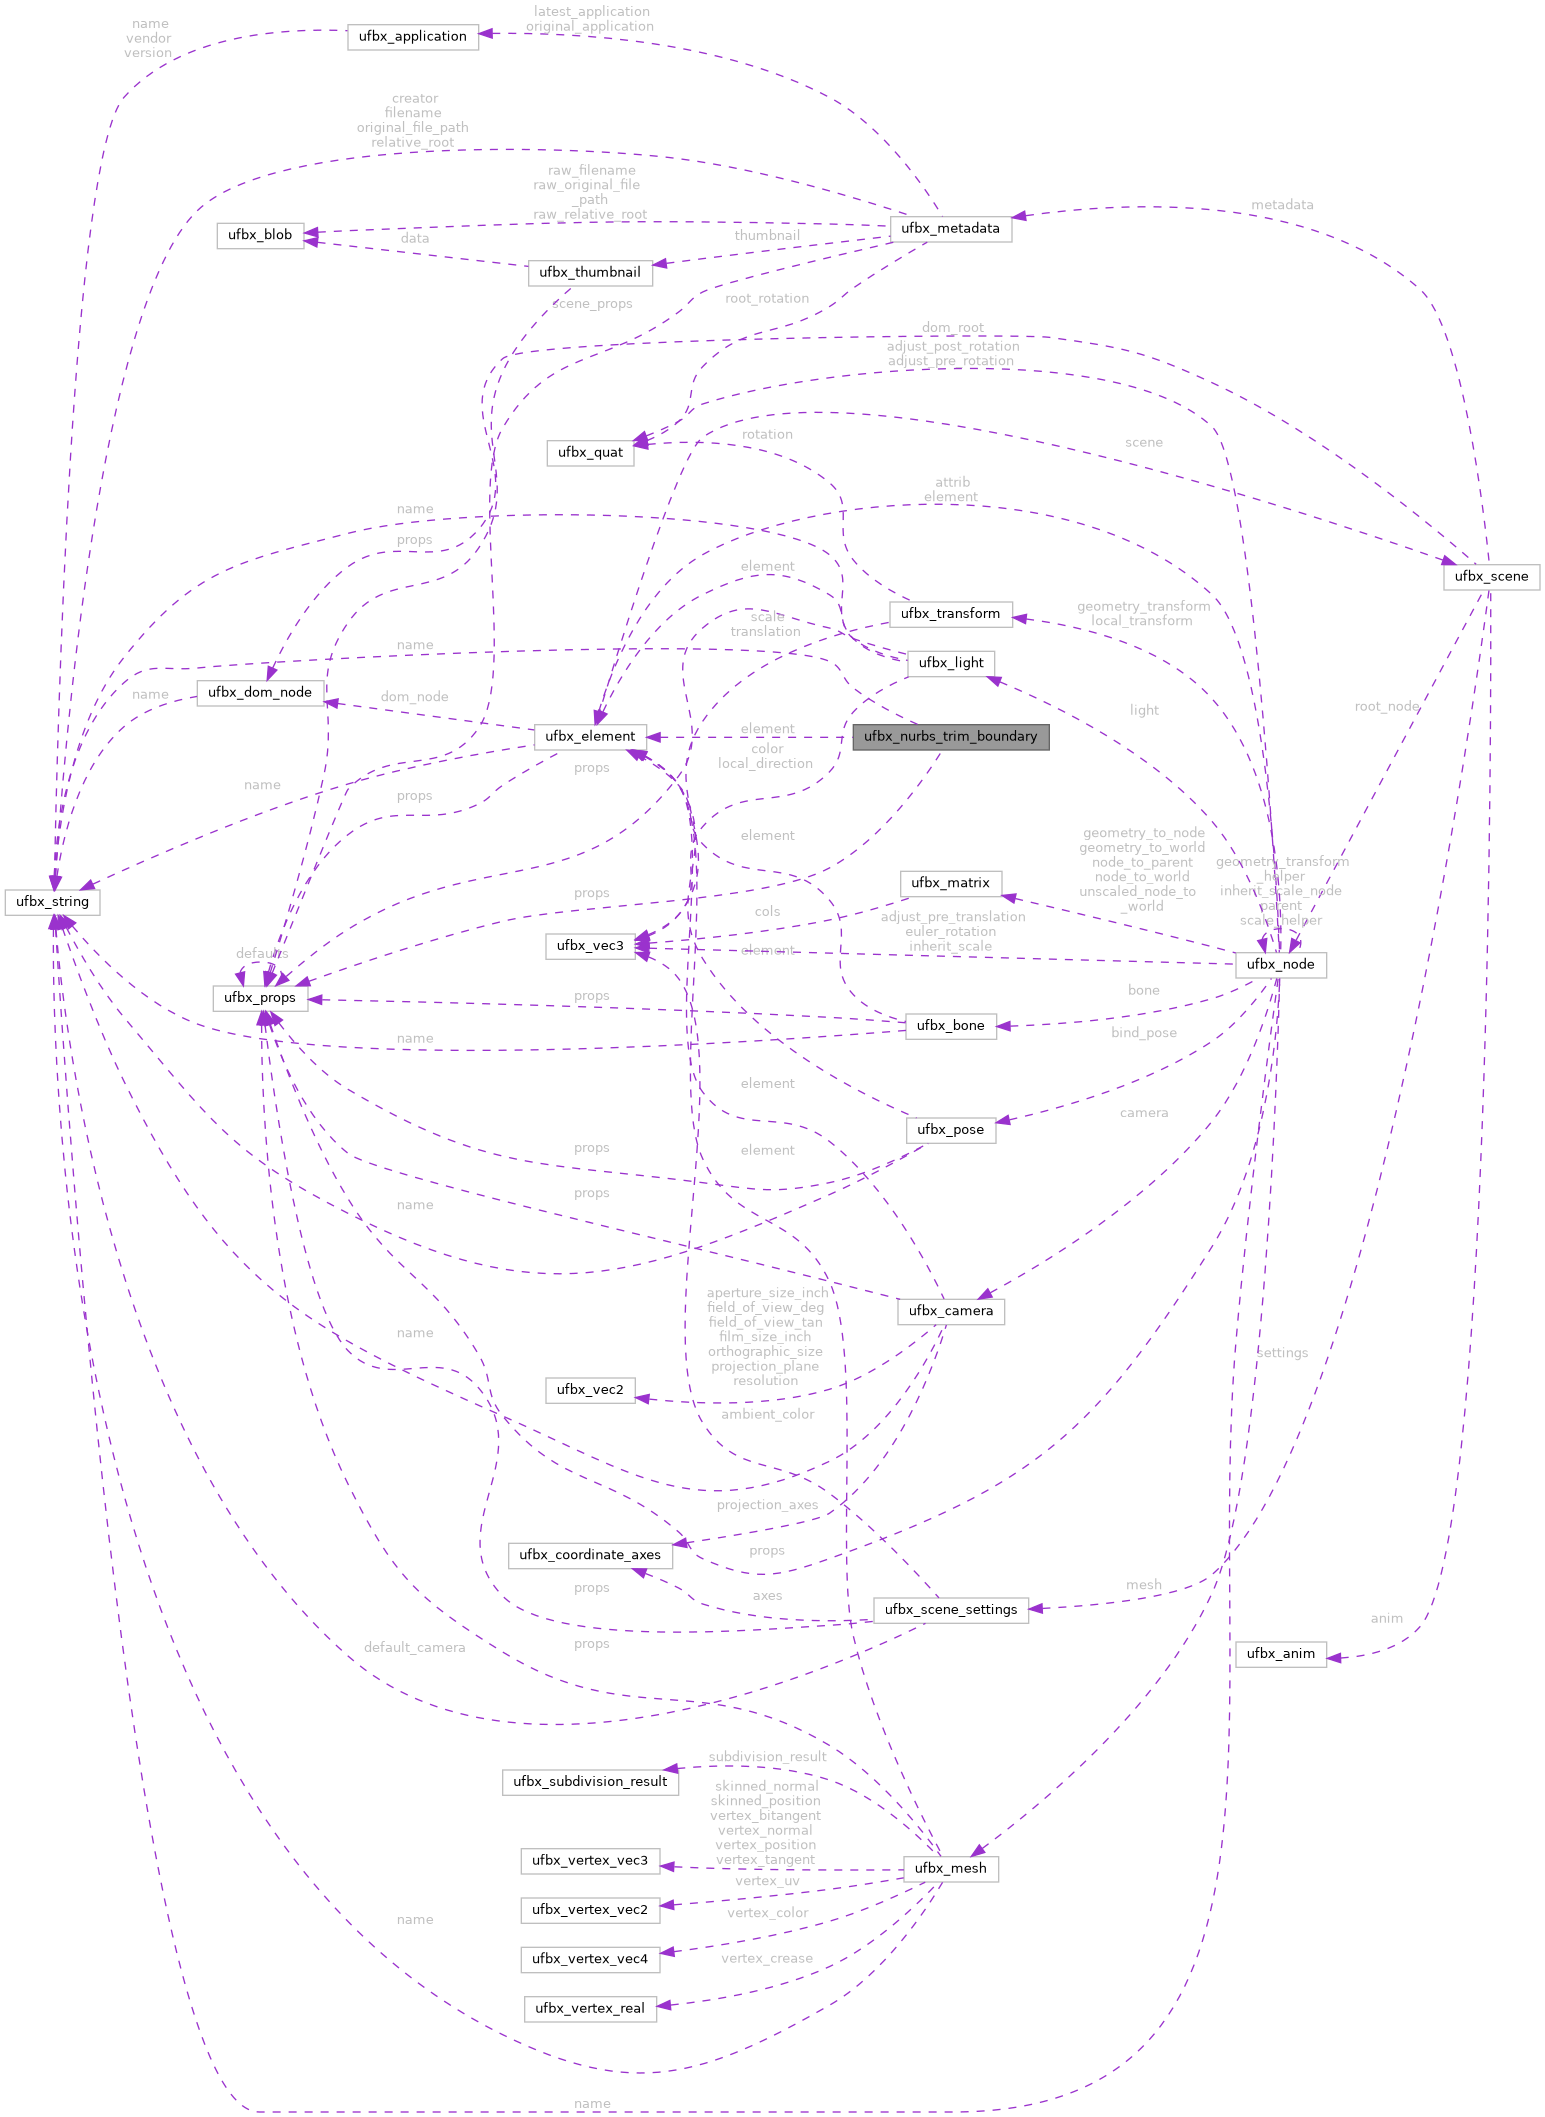 latest_application
original_application
name
vendor
version
ufbx_application
creator
filename
original_file_path
relative_root
raw_filename
raw_original_file
_path
raw_relative_root
metadata
ufbx_metadata
ufbx_blob
data
thumbnail
ufbx_thumbnail
scene_props
root_rotation
dom_root
adjust_post_rotation
adjust_pre_rotation
rotation
scene
ufbx_quat
attrib
element
name
props
element
ufbx_scene
geometry_transform
local_transform
ufbx_transform
scale
translation
name
ufbx_light
name
ufbx_dom_node
dom_node
root_node
light
element
ufbx_element
ufbx_nurbs_trim_boundary
color
local_direction
props
name
props
element
geometry_to_node
geometry_to_world
node_to_parent
node_to_world
unscaled_node_to
_world
geometry_transform
_helper
inherit_scale_node
parent
scale_helper
ufbx_matrix
props
ufbx_string
cols
adjust_pre_translation
euler_rotation
inherit_scale
ufbx_vec3
element
defaults
ufbx_node
ufbx_props
props
bone
ufbx_bone
name
bind_pose
element
camera
ufbx_pose
props
element
props
name
aperture_size_inch
field_of_view_deg
field_of_view_tan
film_size_inch
orthographic_size
projection_plane
resolution
ufbx_camera
name
settings
ufbx_vec2
ambient_color
projection_axes
props
ufbx_coordinate_axes
props
axes
mesh
ufbx_scene_settings
anim
props
default_camera
ufbx_anim
subdivision_result
ufbx_subdivision_result
skinned_normal
skinned_position
vertex_bitangent
vertex_normal
vertex_position
vertex_tangent
ufbx_vertex_vec3
ufbx_mesh
vertex_uv
ufbx_vertex_vec2
vertex_color
name
ufbx_vertex_vec4
vertex_crease
ufbx_vertex_real
name